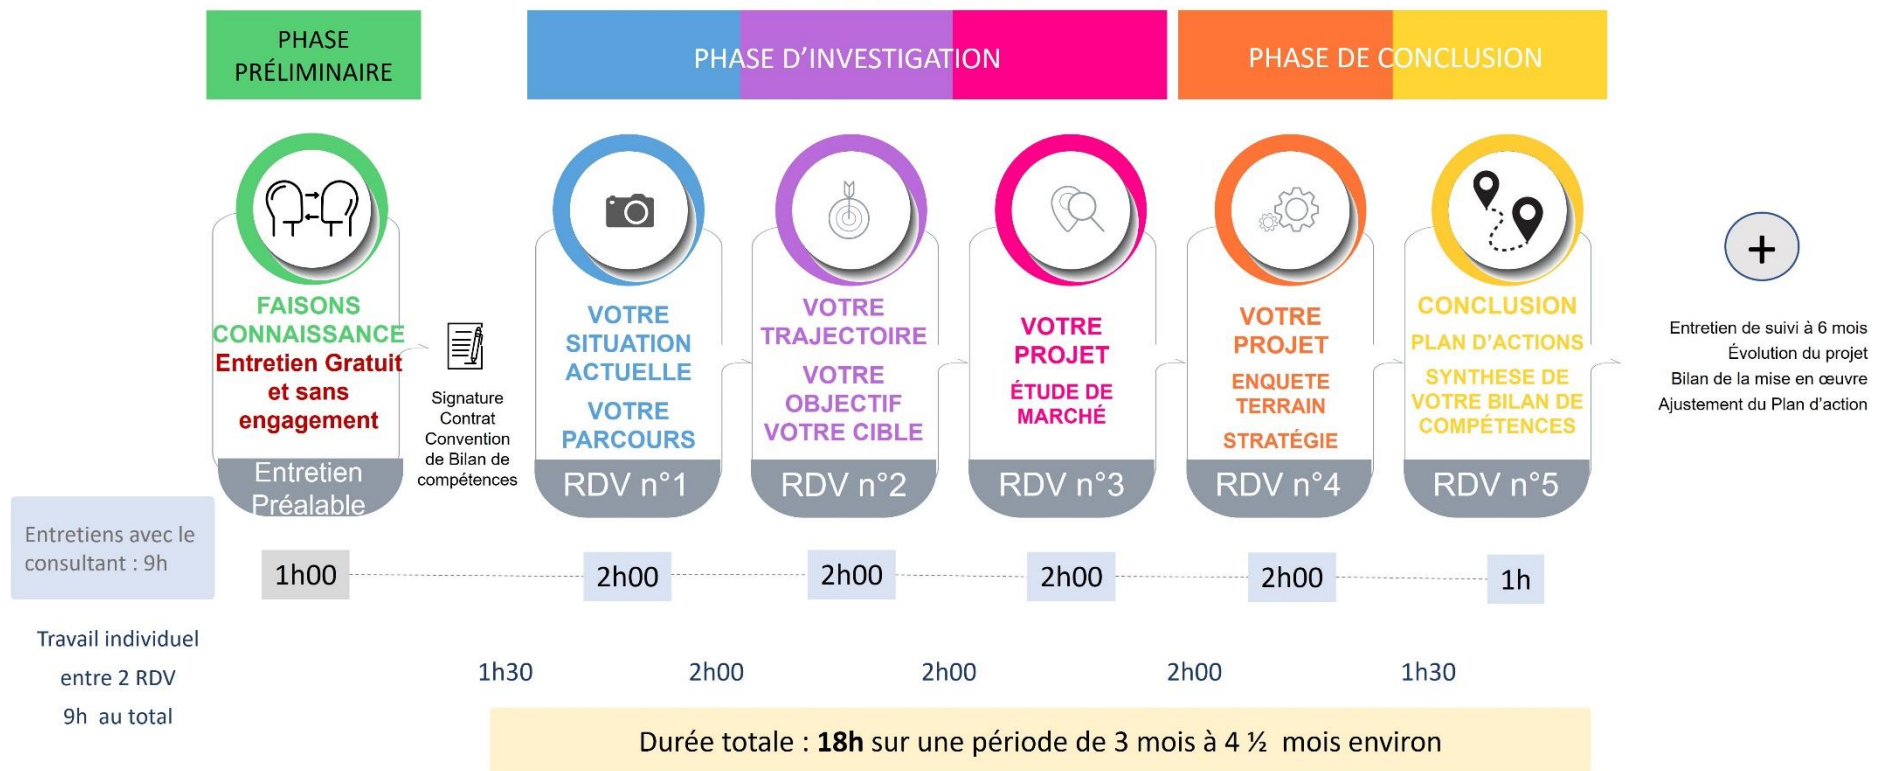 PHASE
PRÉLIMINAIRE
PHASE D'INVESTIGATION
PHASE DE CONCLUSION
FAISONS
CONNAISSANCE
Entretien Gratuit
et sans
engagement
Entretien
Préalable
Signature
Contrat
Convention
de Bilan de
compétences
VOTRE
SITUATION
ACTUELLE
VOTRE
PARCOURS
RDV n°1
VOTRE
TRAJECTOIRE
VOTRE
OBJECTIF
VOTRE CIBLE
RDV n°2
VOTRE
PROJET
ÉTUDE DE
MARCHÉ
RDV n°3
VOTRE
PROJET
ENQUETE
TERRAIN
STRATÉGIE
RDV n°4
CONCLUSION
PLAN D'ACTIONS
SYNTHESE DE
VOTRE BILAN DE
COMPÉTENCES
RDV n°5
+
Entretien de suivi à 6 mois
Évolution du projet
Bilan de la mise en œuvre
Ajustement du Plan d'action
Entretiens avec le
consultant : 9h
1h00
2h00
2h00
2h00
2h00
1h
Travail individuel
entre 2 RDV
9h au total
1h30
2h00
2h00
2h00
1h30
Durée totale : 18h sur une période de 3 mois à 4 ½ mois environ